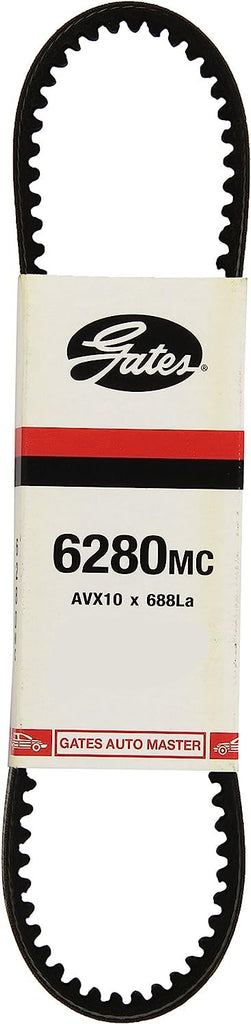 Gates®
6280MC
AVX10 x 688La
GATES AUTO MASTER